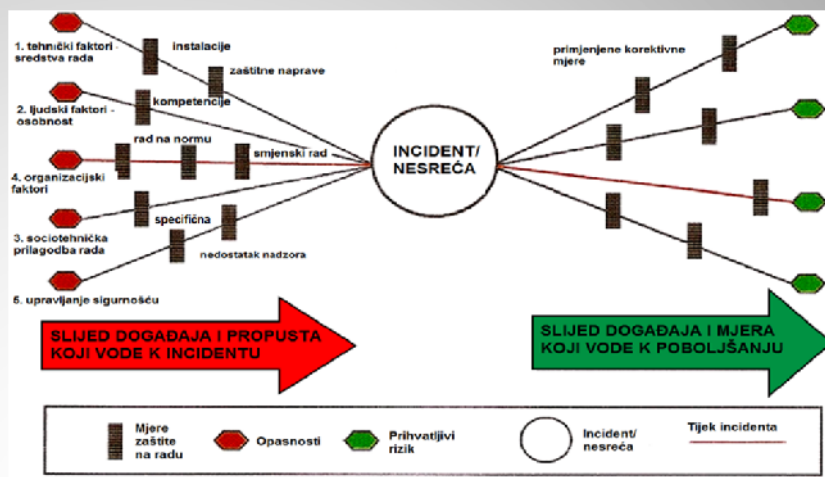 1. tehnički faktori -
sredstva rada
instalacije
zaštitne naprave
2. ljudski faktori -
osobnost
kompetencije
rad na normu
smjenski rad
4. organizacijski
faktori
specifična
3. sociotehnička
prilagodba rada
nedostatak nadzora
5. upravljanje sigurnošću
INCIDENT/
NESREĆA
primjenjene korektivne
mjere
SLIJED DOGAĐAJA I PROPUSTA
KOJI VODE K INCIDENTU
SLIJED DOGAĐAJA I MJERA
KOJI VODE K POBOLJŠANJU
Mjere
zaštite
na radu
Opasnosti
Prihvatljivi
rizik
Incident/
nesreća
Tijek incidenta